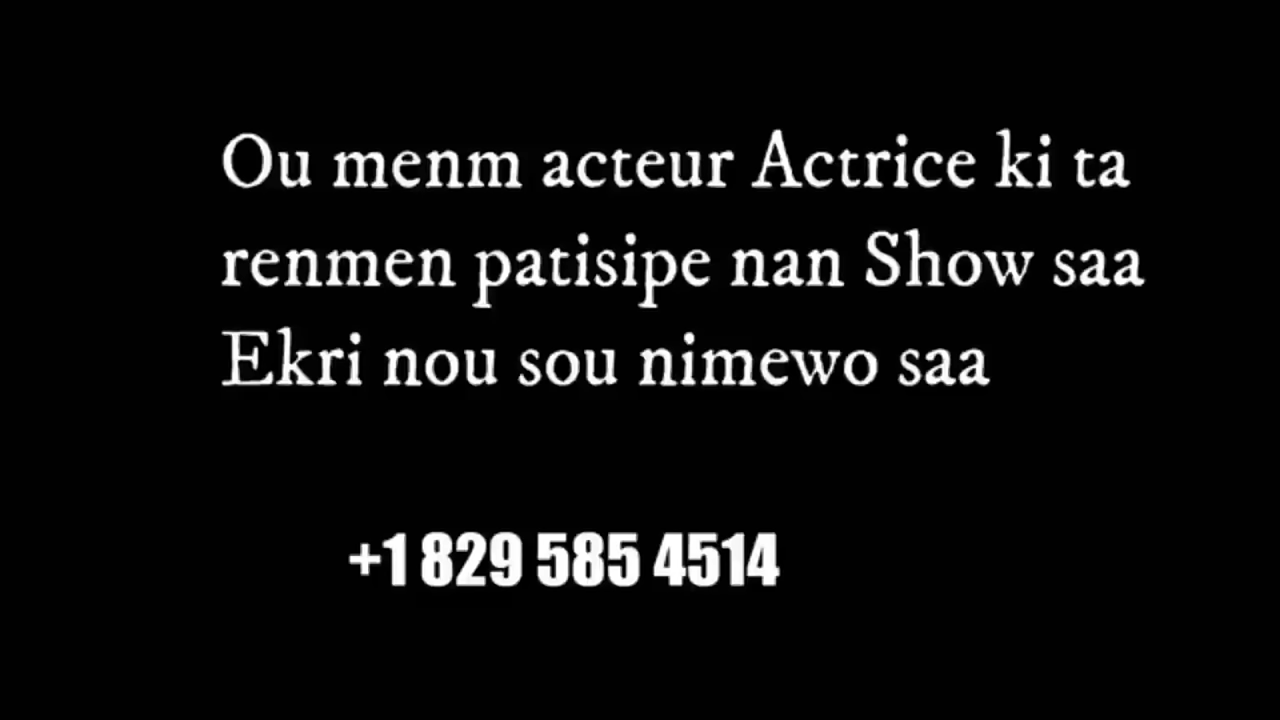 Ou menm acteur Actrice ki ta
renmen patisipe nan Show saa
Ekri nou sou nimewo saa
+1 829 585 4514